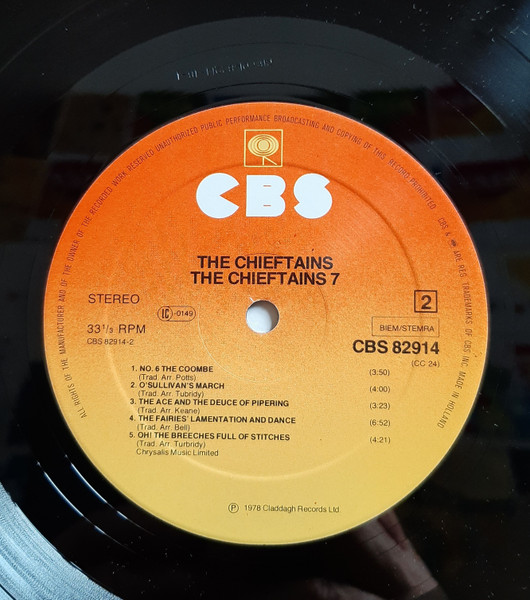 ALL RIGHTS OF THE MANUFACTURER AND OF THE OWNER OF THE RECORDED WORK RESERVED UNAUTHORIZED PUBLIC PERFORMANCE BROADCASTING AND COPYING OF THIS RECORD PROHIBITED
CBS & APE REG. TRADEMARKS OF CBS INC. MADE IN HOLLAND
CBS
THE CHIEFTAINS
THE CHIEFTAINS 7
STEREO
IC -0149
2
33⅓ RPM
BIEM/STEMRA
CBS 82914-2
CBS 82914
(CC 24)
1. NO. 6 THE COOMBE (3:50)
(Trad. Arr. Potts)
2. O'SULLIVAN'S MARCH (4:00)
(Trad. Arr. Tubridy)
3. THE ACE AND THE DEUCE OF PIPERING (3:23)
(Trad. Arr. Keane)
4. THE FAIRIES' LAMENTATION AND DANCE (6:52)
(Trad. Arr. Bell)
5. OH! THE BREECHES FULL OF STITCHES (4:21)
(Trad. Arr. Turbridy)
Chrysalis Music Limited
℗ 1978 Claddagh Records Ltd